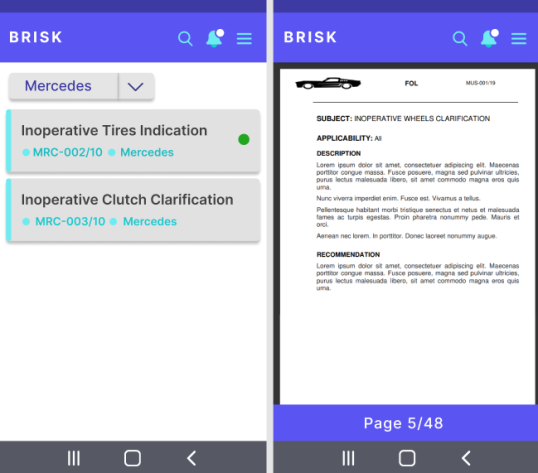 BRISK
Mercedes
Inoperative Tires Indication
MRC-002/10 Mercedes
Inoperative Clutch Clarification
MRC-003/10 Mercedes
BRISK
FOL MUS-001/19
SUBJECT: INOPERATIVE WHEELS CLARIFICATION
APPLICABILITY: All
DESCRIPTION
Lorem ipsum dolor sit amet, consectetuer adipiscing elit. Maecenas
porttitor congue massa. Fusce posuere, magna sed pulvinar ultricies,
purus lectus malesuada libero, sit amet commodo magna eros quis
urna.
Nunc viverra imperdiet enim. Fusce est. Vivamus a tellus.
Pellentesque habitant morbi tristique senectus et netus et malesuada
fames ac turpis egestas. Proin pharetra nonummy pede. Mauris et
orci.
Aenean nec lorem. In porttitor. Donec laoreet nonummy augue.
RECOMMENDATION
Lorem ipsum dolor sit amet, consectetuer adipiscing elit. Maecenas
porttitor congue massa. Fusce posuere, magna sed pulvinar ultricies,
purus lectus malesuada libero, sit amet commodo magna eros quis
urna.
Page 5/48